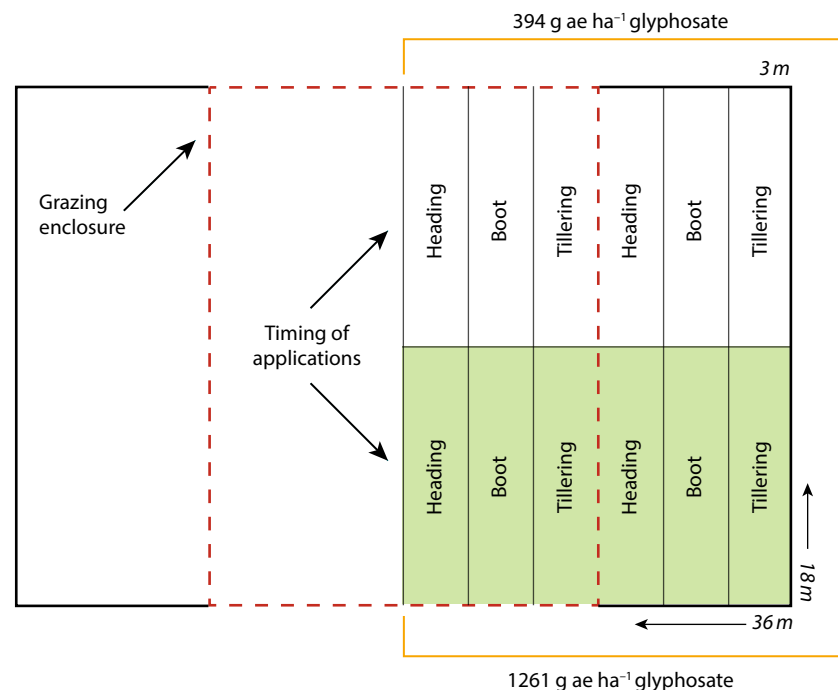 394 g ae ha⁻¹ glyphosate
3 m
Grazing
enclosure
Heading
Boot
Tillering
Heading
Boot
Tillering
Timing of
applications
Heading
Boot
Tillering
Heading
Boot
Tillering
18 m
36 m
1261 g ae ha⁻¹ glyphosate